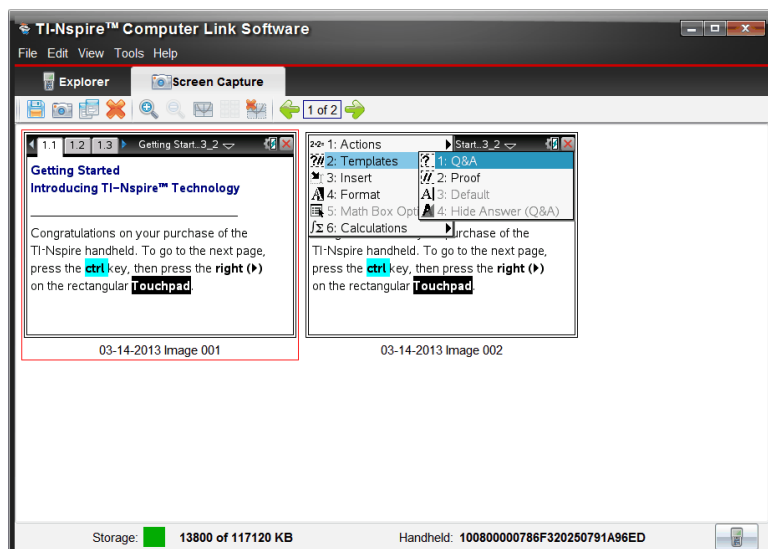 TI-Nspire™ Computer Link Software
File Edit View Tools Help
Explorer Screen Capture
1 of 2
1.1 1.2 1.3 Getting Start..3_2
Getting Started
Introducing TI-Nspire™ Technology
Congratulations on your purchase of the
TI-Nspire handheld. To go to the next page,
press the ctrl key, then press the right (▶)
on the rectangular Touchpad.
03-14-2013 Image 001
1: Actions
2: Templates
3: Insert
4: Format
5: Math Box Opti
6: Calculations
Start..3_2
1: Q&A
2: Proof
3: Default
4: Hide Answer (Q&A)
purchase of the
TI-Nspire handheld. To go to the next page,
press the ctrl key, then press the right (▶)
on the rectangular Touchpad.
03-14-2013 Image 002
Storage: 13800 of 117120 KB Handheld: 100800000786F320250791A96ED